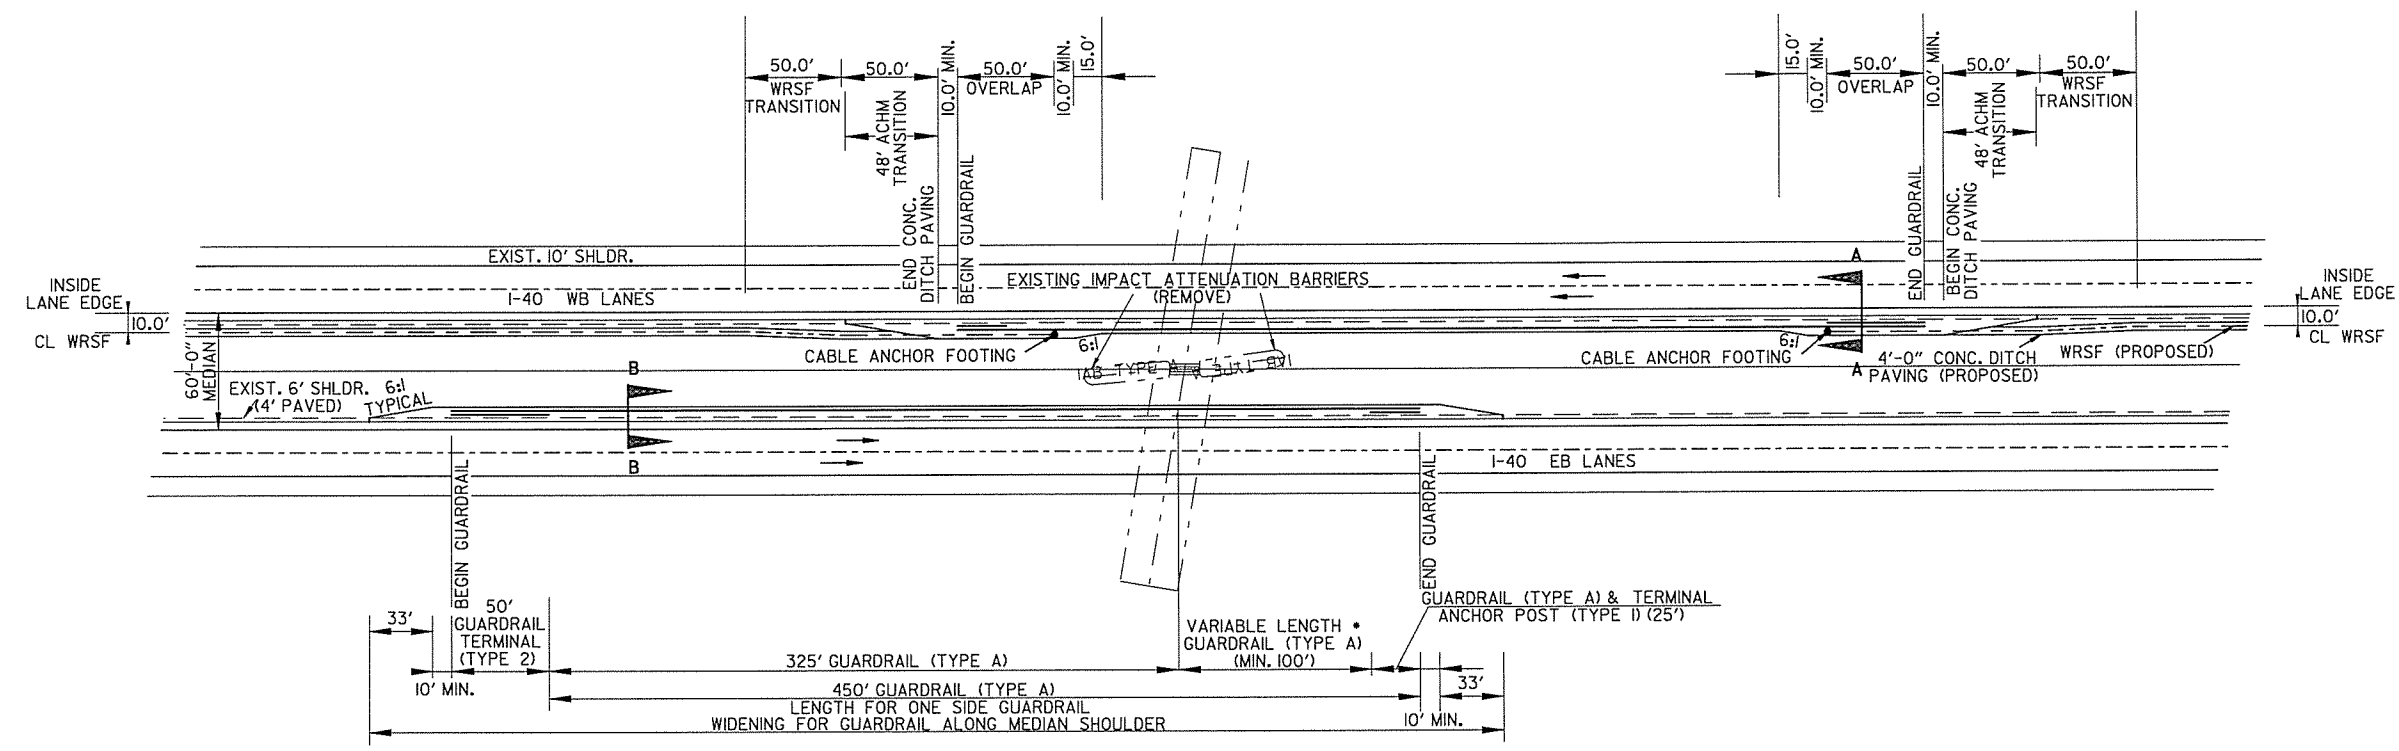 50.0'
WRSF
TRANSITION
50.0'
48' ACHM
TRANSITION
10.0' MIN.
50.0'
OVERLAP
10.0' MIN.
15.0'
15.0'
10.0' MIN.
50.0'
OVERLAP
10.0' MIN.
50.0'
48' ACHM
TRANSITION
50.0'
WRSF
TRANSITION
END CONC.
DITCH PAVING
BEGIN GUARDRAIL
END GUARDRAIL
BEGIN CONC.
DITCH PAVING
EXIST. 10' SHLDR.
A
INSIDE
LANE EDGE
10.0'
CL WRSF
I-40 WB LANES
EXISTING IMPACT ATTENUATION BARRIERS
(REMOVE)
INSIDE
LANE EDGE
10.0'
CL WRSF
60'-0"
MEDIAN
CABLE ANCHOR FOOTING
6:1
CABLE ANCHOR FOOTING
6:1
4'-0" CONC. DITCH
PAVING (PROPOSED)
WRSF (PROPOSED)
IAB TYPE A
IAB TYPE A
A
B
EXIST. 6' SHLDR.
(4' PAVED)
6:1
TYPICAL
B
I-40 EB LANES
BEGIN GUARDRAIL
END GUARDRAIL
33'
50'
GUARDRAIL
TERMINAL
(TYPE 2)
10' MIN.
325' GUARDRAIL (TYPE A)
VARIABLE LENGTH *
GUARDRAIL (TYPE A)
(MIN. 100')
GUARDRAIL (TYPE A) & TERMINAL
ANCHOR POST (TYPE 1) (25')
450' GUARDRAIL (TYPE A)
LENGTH FOR ONE SIDE GUARDRAIL
33'
10' MIN.
WIDENING FOR GUARDRAIL ALONG MEDIAN SHOULDER